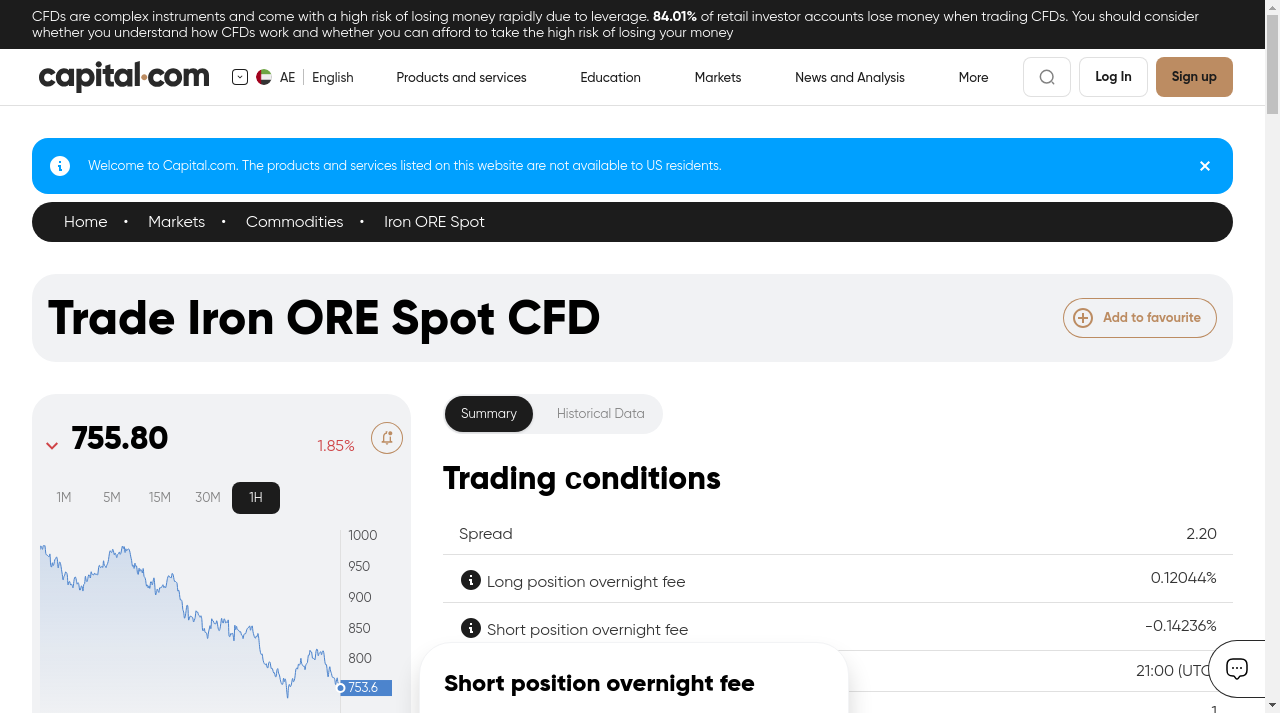 CFDs are complex instruments and come with a high risk of losing money rapidly due to leverage. 84.01% of retail investor accounts lose money when trading CFDs. You should consider
whether you understand how CFDs work and whether you can afford to take the high risk of losing your money
capital.com
AE
English
Products and services
Education
Markets
News and Analysis
More
Log In
Sign up
Welcome to Capital.com. The products and services listed on this website are not available to US residents.
Home • Markets • Commodities • Iron ORE Spot
Trade Iron ORE Spot CFD
Add to favourite
755.80
1.85%
1M 5M 15M 30M 1H
1000
950
900
850
800
753.6
Summary
Historical Data
Trading conditions
Spread 2.20
Long position overnight fee 0.12044%
Short position overnight fee -0.14236%
21:00 (UTC
1
Short position overnight fee